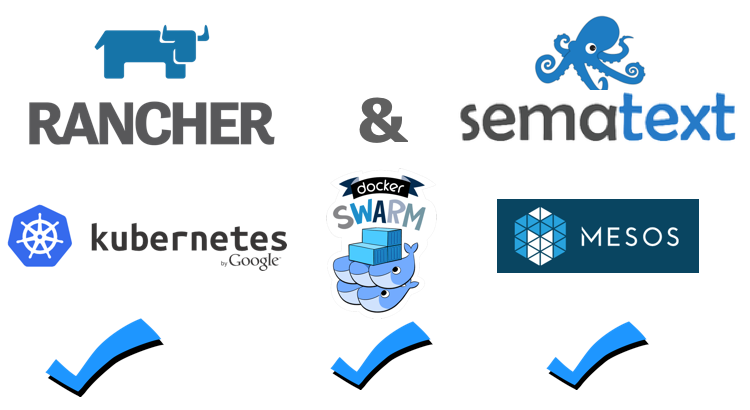 RANCHER & sematext
docker
SWARM
kubernetes
by Google
MESOS